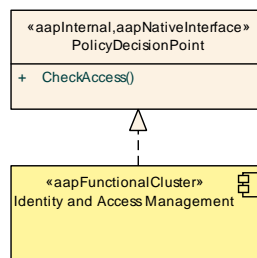 «aapInternal,aapNativeInterface»
PolicyDecisionPoint
+ CheckAccess()
«aapFunctionalCluster»
Identity and Access Management